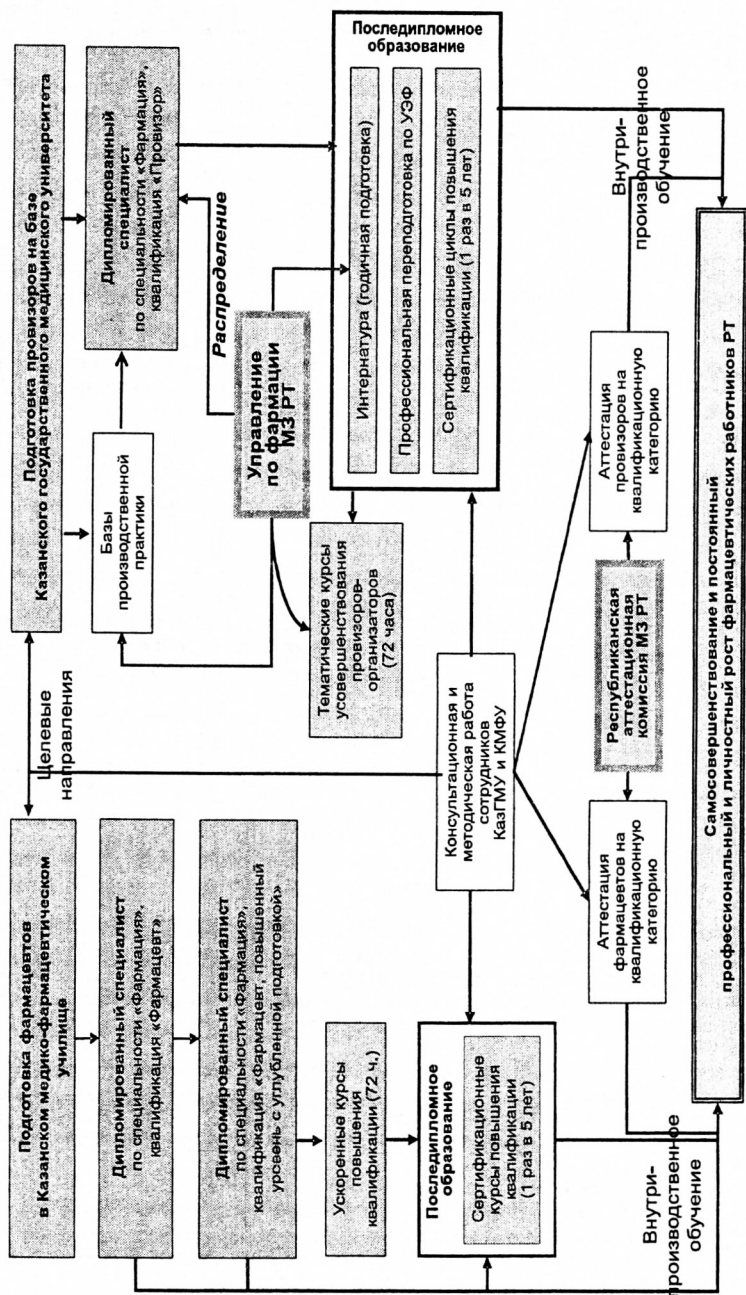 Подготовка фармацевтов
в Казанском медико-фармацевтическом
училище
Дипломированный специалист
по специальности «Фармация»,
квалификация «Фармацевт»
Дипломированный специалист
по специальности «Фармация»,
квалификация «Фармацевт, повышенный
уровень с углубленной подготовкой»
Ускоренные курсы
повышения
квалификации (72 ч.)
Последипломное
образование
Сертификационные
курсы повышения
квалификации
(1 раз в 5 лет)
Внутри-
производственное
обучение
Целевые
направления
Консультационная и
методическая работа
сотрудников
КазГМУ и КМФУ
Аттестация
фармацевтов на
квалификационную
категорию
Республиканская
аттестационная
комиссия МЗ РТ
Аттестация
провизоров на
квалификационную
категорию
Подготовка провизоров на базе
Казанского государственного медицинского университета
Базы
производственной
практики
Дипломированный
специалист
по специальности «Фармация»,
квалификация «Провизор»
Распределение
Управление
по фармации
МЗ РТ
Тематические курсы
усовершенствования
провизоров-
организаторов
(72 часа)
Последипломное
образование
Интернатура (годичная подготовка)
Профессиональная переподготовка по УЭФ
Сертификационные циклы повышения
квалификации (1 раз в 5 лет)
Внутри-
производственное
обучение
Самосовершенствование и постоянный
профессиональный и личностный рост фармацевтических работников РТ